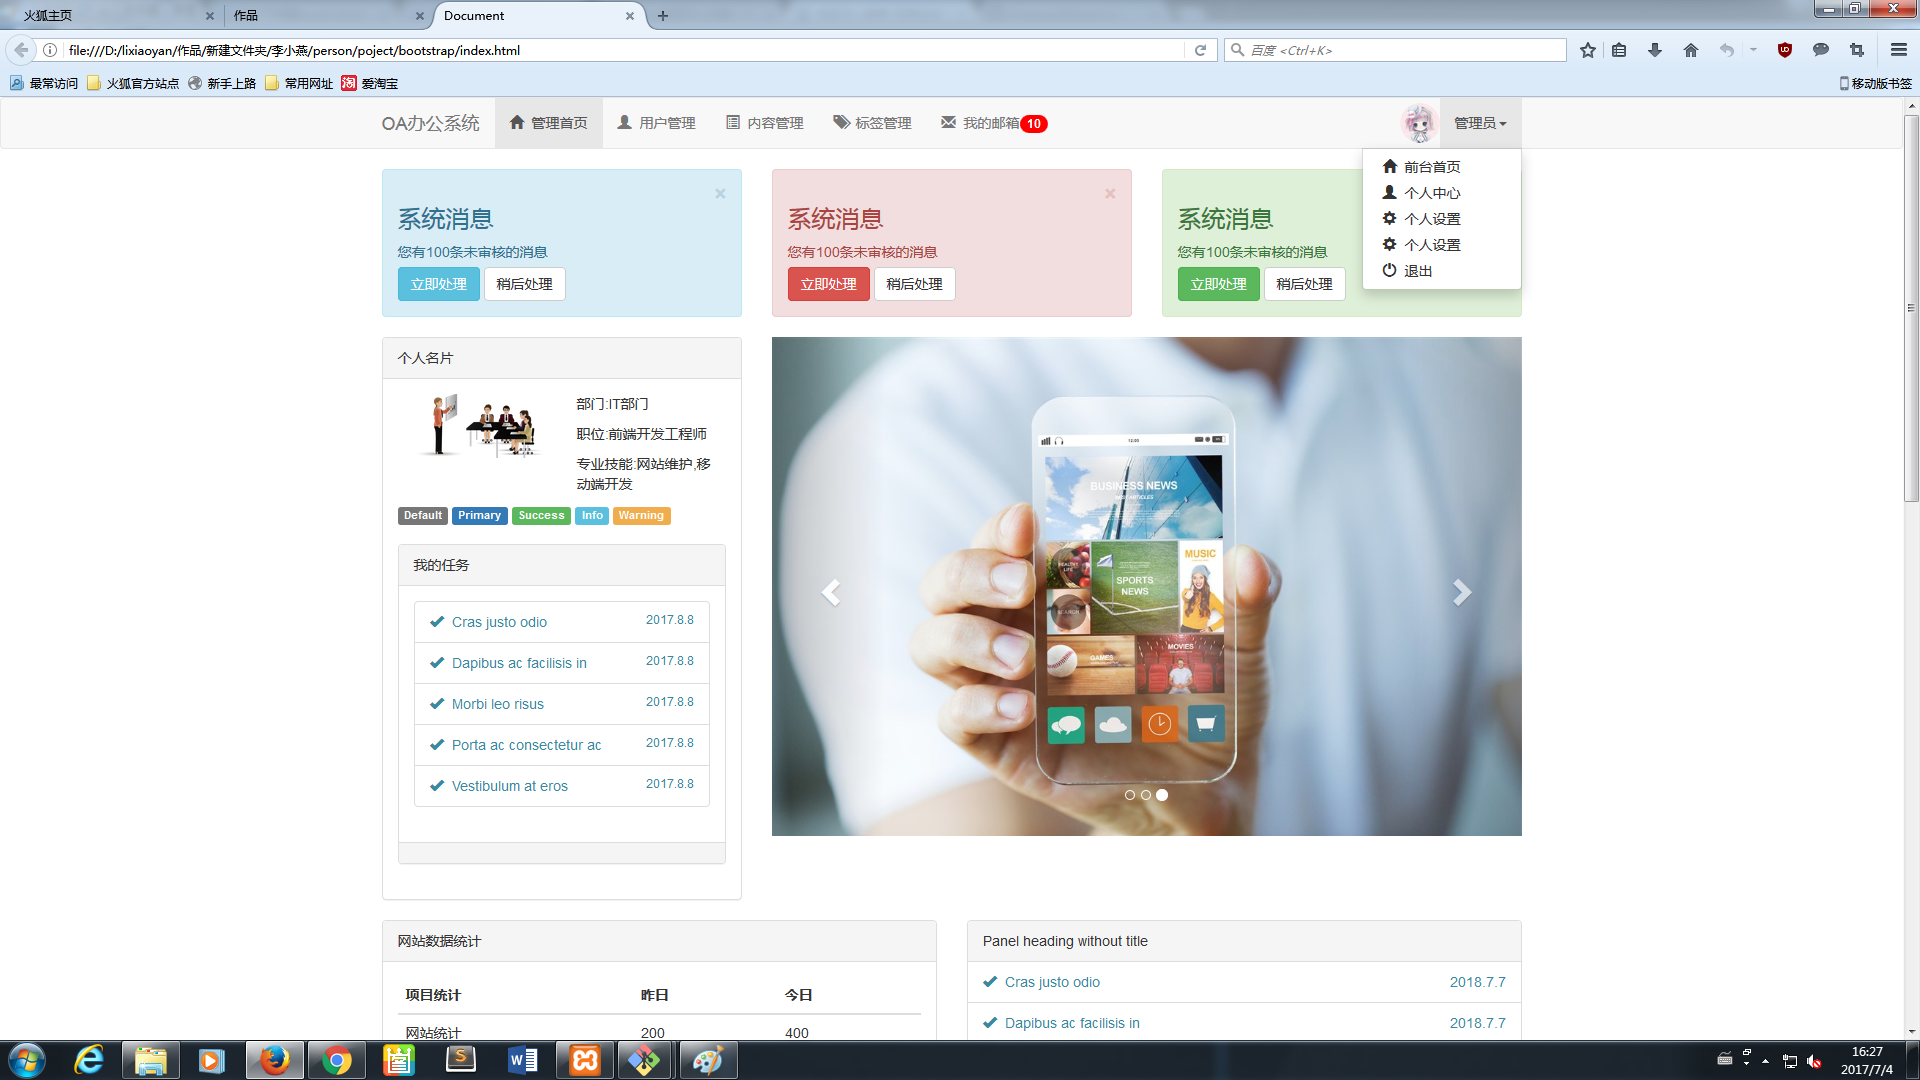 火狐主页
作品
Document
file:///D:/lixiaoyan/作品/新建文件夹/李小燕/person/poject/bootstrap/index.html
百度 <Ctrl+K>
最常访问
火狐官方站点
新手上路
常用网址
淘
爱淘宝
移动版书签
OA办公系统
管理首页
用户管理
内容管理
标签管理
我的邮箱10
管理员
前台首页
个人中心
个人设置
个人设置
退出
系统消息
您有100条未审核的消息
立即处理 稍后处理
系统消息
您有100条未审核的消息
立即处理 稍后处理
系统消息
您有100条未审核的消息
立即处理 稍后处理
个人名片
部门:IT部门
职位:前端开发工程师
专业技能:网站维护,移
动端开发
Default Primary Success Info Warning
我的任务
Cras justo odio 2017.8.8
Dapibus ac facilisis in 2017.8.8
Morbi leo risus 2017.8.8
Porta ac consectetur ac 2017.8.8
Vestibulum at eros 2017.8.8
12:00
BUSINESS NEWS
HEALTHY
LIFE
SPORTS
NEWS
MUSIC
SEARCH
GAMES
MOVIES
网站数据统计
项目统计 昨日 今日
网站统计 200 400
Panel heading without title
Cras justo odio 2018.7.7
Dapibus ac facilisis in 2018.7.7
16:27
2017/7/4